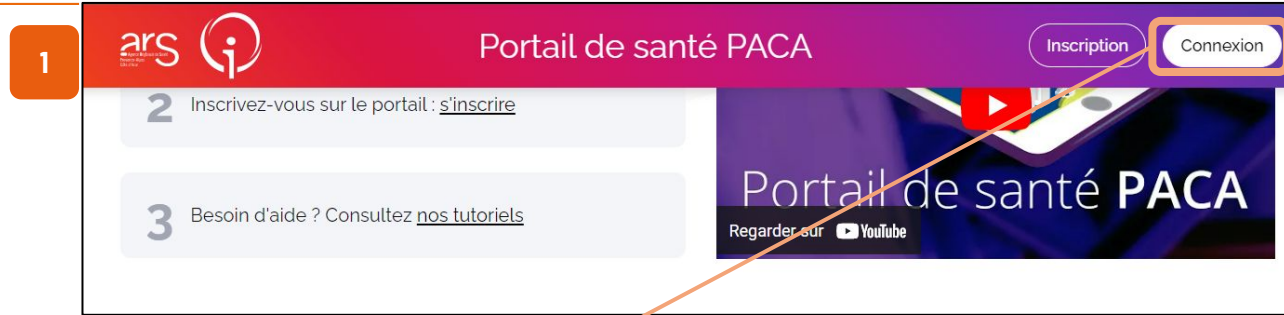 1
ars
Portail de santé PACA
Inscription
Connexion
2 Inscrivez-vous sur le portail : s'inscrire
3 Besoin d'aide ? Consultez nos tutoriels
Portail de santé PACA
Regarder sur YouTube